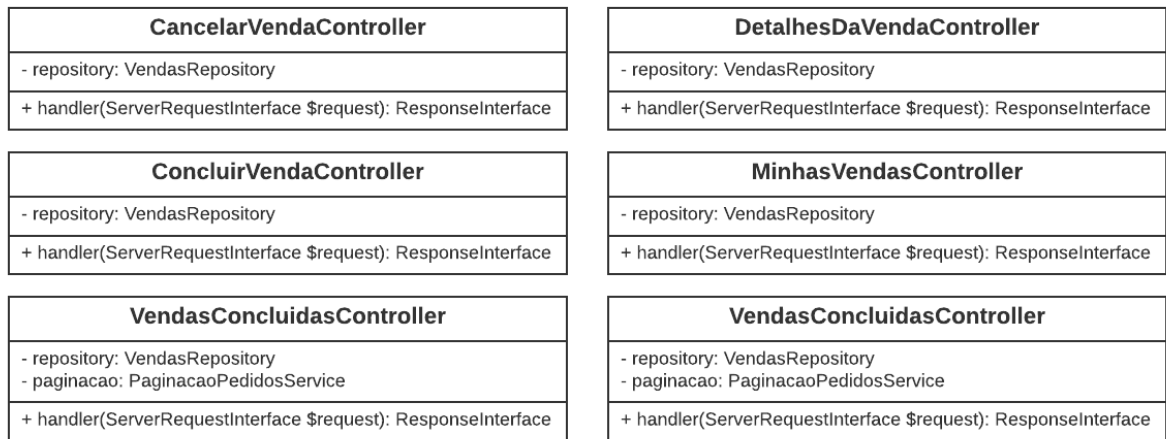 CancelarVendaController
- repository: VendasRepository
+ handler(ServerRequestInterface $request): ResponseInterface
DetalhesDaVendaController
- repository: VendasRepository
+ handler(ServerRequestInterface $request): ResponseInterface
ConcluirVendaController
- repository: VendasRepository
+ handler(ServerRequestInterface $request): ResponseInterface
MinhasVendasController
- repository: VendasRepository
+ handler(ServerRequestInterface $request): ResponseInterface
VendasConcluidasController
- repository: VendasRepository
- paginacao: PaginacaoPedidosService
+ handler(ServerRequestInterface $request): ResponseInterface
VendasConcluidasController
- repository: VendasRepository
- paginacao: PaginacaoPedidosService
+ handler(ServerRequestInterface $request): ResponseInterface